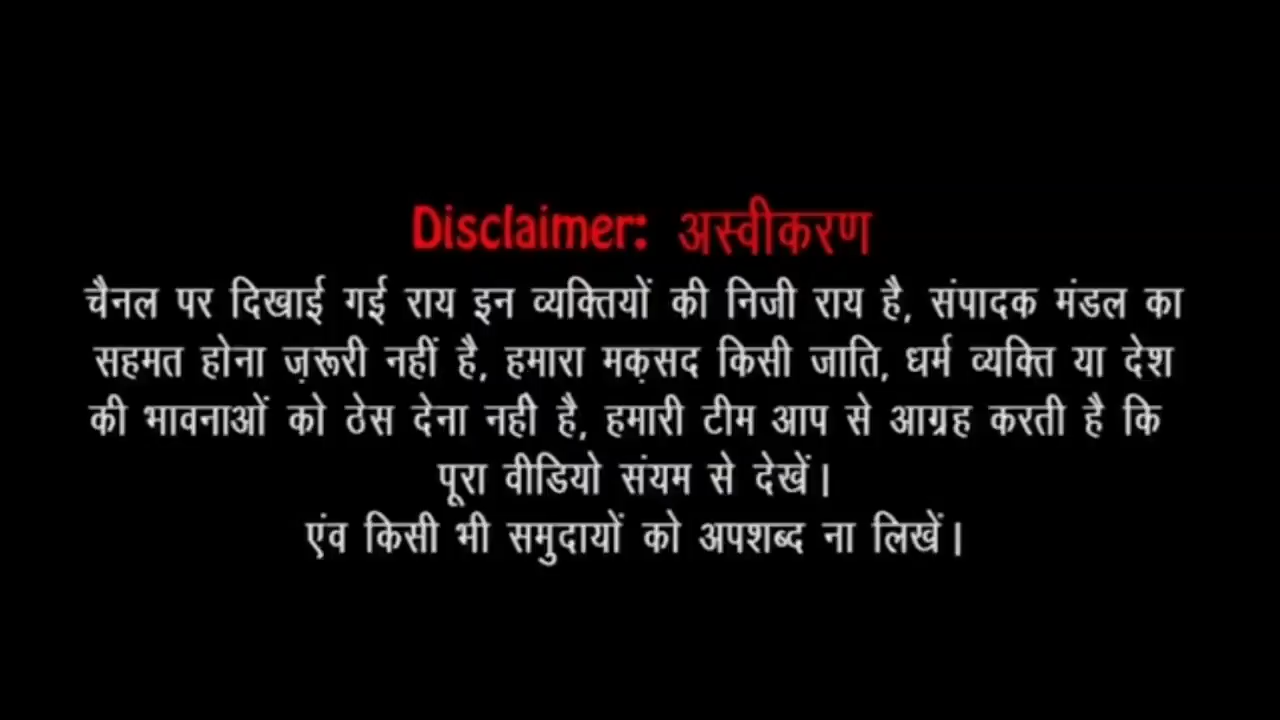 Disclaimer: अस्वीकरण
चैनल पर दिखाई गई राय इन व्यक्तियों की निजी राय है, संपादक मंडल का
सहमत होना ज़रूरी नहीं है, हमारा मक़सद किसी जाति, धर्म व्यक्ति या देश
की भावनाओं को ठेस देना नही है, हमारी टीम आप से आग्रह करती है कि
पूरा वीडियो संयम से देखें।
एंव किसी भी समुदायों को अपशब्द ना लिखें।